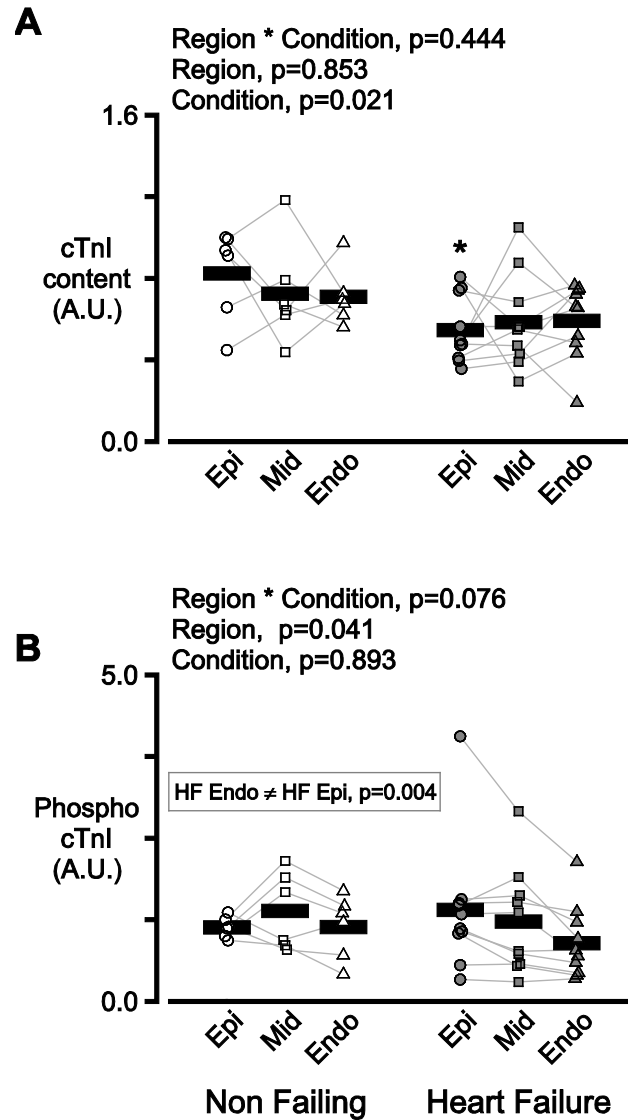 A
Region * Condition, p=0.444
Region, p=0.853
Condition, p=0.021
1.6
cTnI
content
(A.U.)
*
0.0
Epi
Mid
Endo
Epi
Mid
Endo
B
Region * Condition, p=0.076
Region,  p=0.041
Condition, p=0.893
5.0
HF Endo ≠ HF Epi, p=0.004
Phospho
cTnI
(A.U.)
0.0
Epi
Mid
Endo
Epi
Mid
Endo
Non Failing
Heart Failure